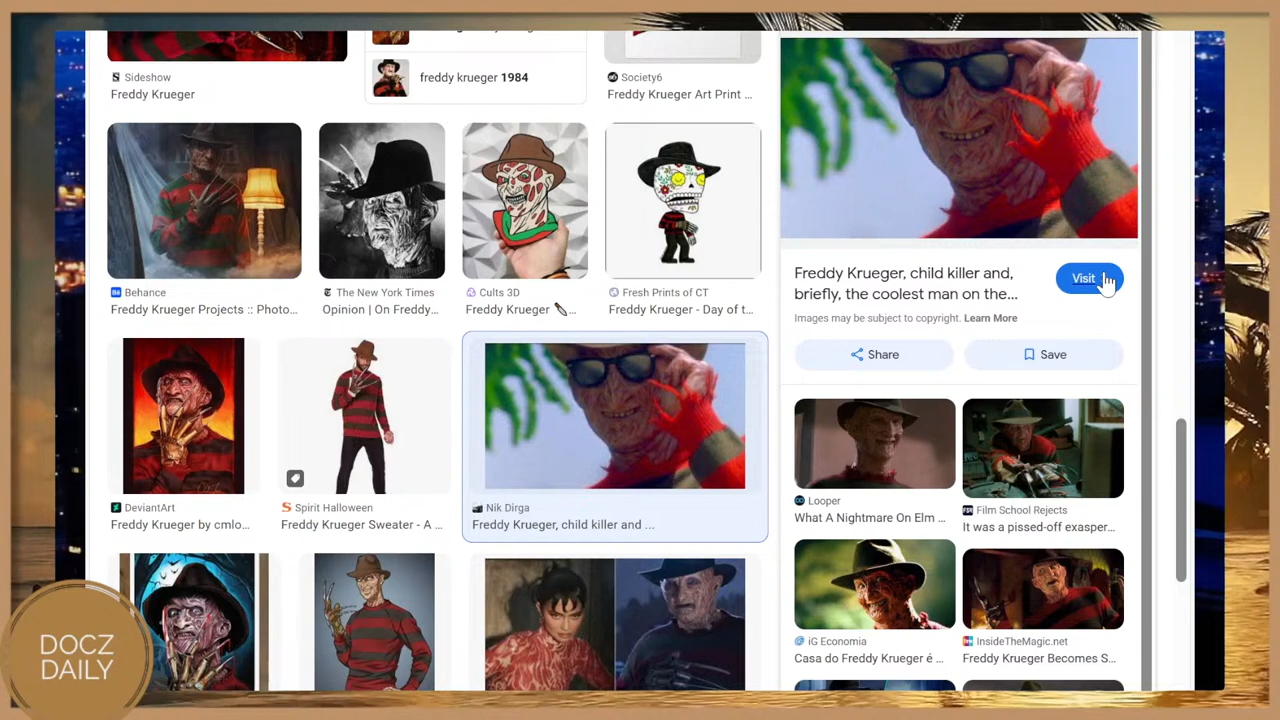 freddy krueger 1984
Sideshow
Freddy Krueger
Society6
Freddy Krueger Art Print ...
Behance
Freddy Krueger Projects :: Photo...
The New York Times
Opinion | On Freddy...
Cults 3D
Freddy Krueger
Fresh Prints of CT
Freddy Krueger - Day of t...
DeviantArt
Freddy Krueger by cmlo...
Spirit Halloween
Freddy Krueger Sweater - A ...
Nik Dirga
Freddy Krueger, child killer and ...
Freddy Krueger, child killer and,
briefly, the coolest man on the...
Visit
Images may be subject to copyright. Learn More
Share
Save
Looper
What A Nightmare On Elm ...
Film School Rejects
It was a pissed-off exasper...
iG Economia
Casa do Freddy Krueger é ...
InsideTheMagic.net
Freddy Krueger Becomes S...
DOCZ
DAILY